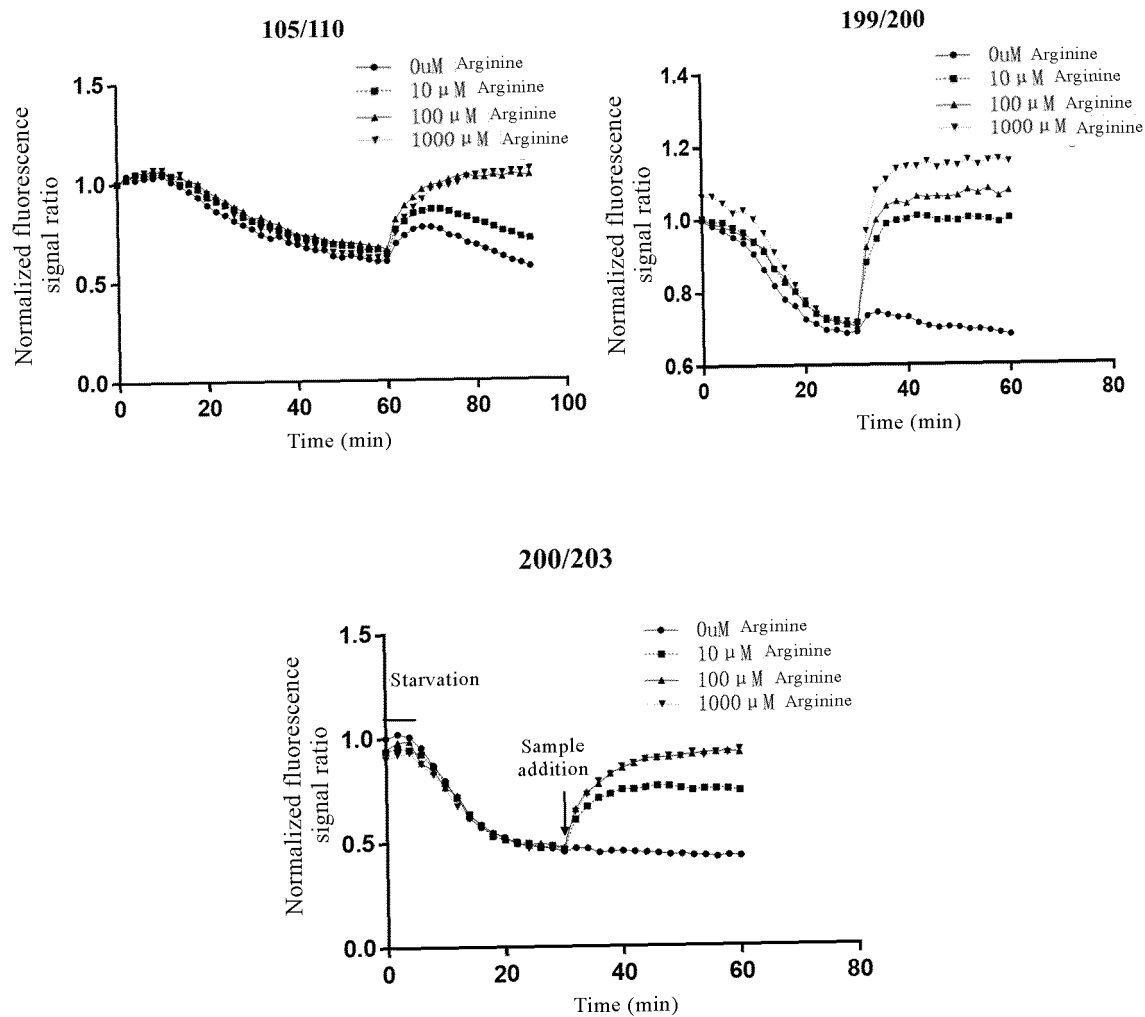 105/110
0uM Arginine
10 μM Arginine
100 μM Arginine
1000 μM Arginine
Normalized fluorescence
signal ratio
1.5
1.0
0.5
0.0
0 20 40 60 80 100
Time (min)
199/200
0uM Arginine
10 μM Arginine
100 μM Arginine
1000 μM Arginine
Normalized fluorescence
signal ratio
1.4
1.2
1.0
0.8
0.6
0 20 40 60 80
Time (min)
200/203
0uM Arginine
10 μM Arginine
100 μM Arginine
1000 μM Arginine
Normalized fluorescence
signal ratio
1.5
1.0
0.5
0.0
Starvation
Sample
addition
0 20 40 60 80
Time (min)